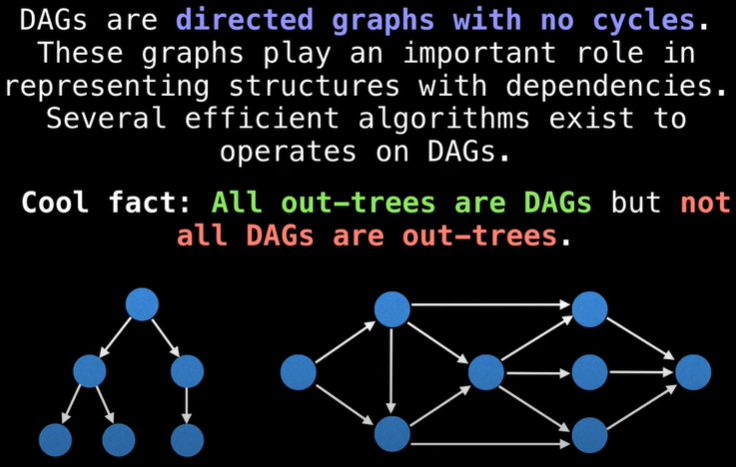 DAGs are directed graphs with no cycles.
These graphs play an important role in
representing structures with dependencies.
Several efficient algorithms exist to
operates on DAGs.
Cool fact: All out-trees are DAGs but not
all DAGs are out-trees.